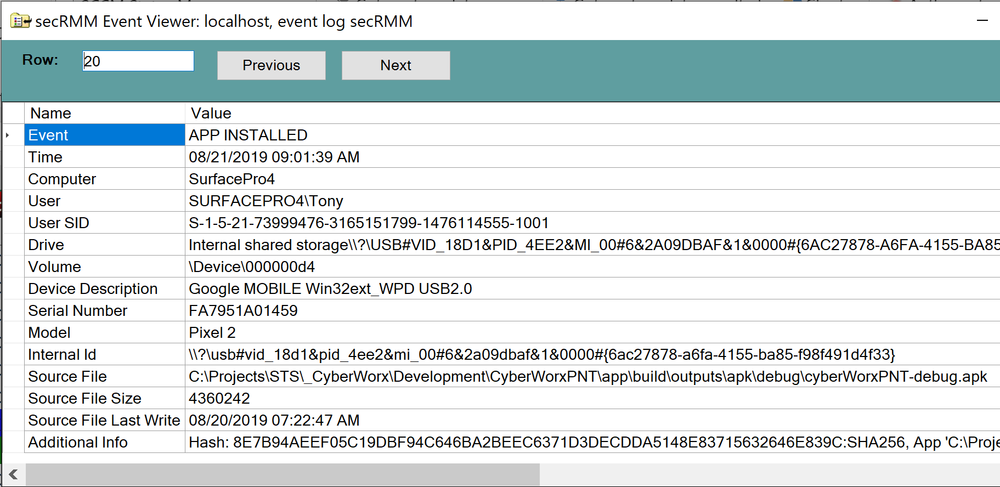 secRMM Event Viewer: localhost, event log secRMM
Row: 20 Previous Next
Name Value
Event APP INSTALLED
Time 08/21/2019 09:01:39 AM
Computer SurfacePro4
User SURFACEPRO4\Tony
User SID S-1-5-21-73999476-3165151799-1476114555-1001
Drive Internal shared storage\\?\USB#VID_18D1&PID_4EE2&MI_00#6&2A09DBAF&1&0000#{6AC27878-A6FA-4155-BA85
Volume \Device\000000d4
Device Description Google MOBILE Win32ext_WPD USB2.0
Serial Number FA7951A01459
Model Pixel 2
Internal Id \\?\usb#vid_18d1&pid_4ee2&mi_00#6&2a09dbaf&1&0000#{6ac27878-a6fa-4155-ba85-f98f491d4f33}
Source File C:\Projects\STS\_CyberWorx\Development\CyberWorxPNT\app\build\outputs\apk\debug\cyberWorxPNT-debug.apk
Source File Size 4360242
Source File Last Write 08/20/2019 07:22:47 AM
Additional Info Hash: 8E7B94AEEF05C19DBF94C646BA2BEEC6371D3DECDDA5148E83715632646E839C:SHA256, App 'C:\Proje